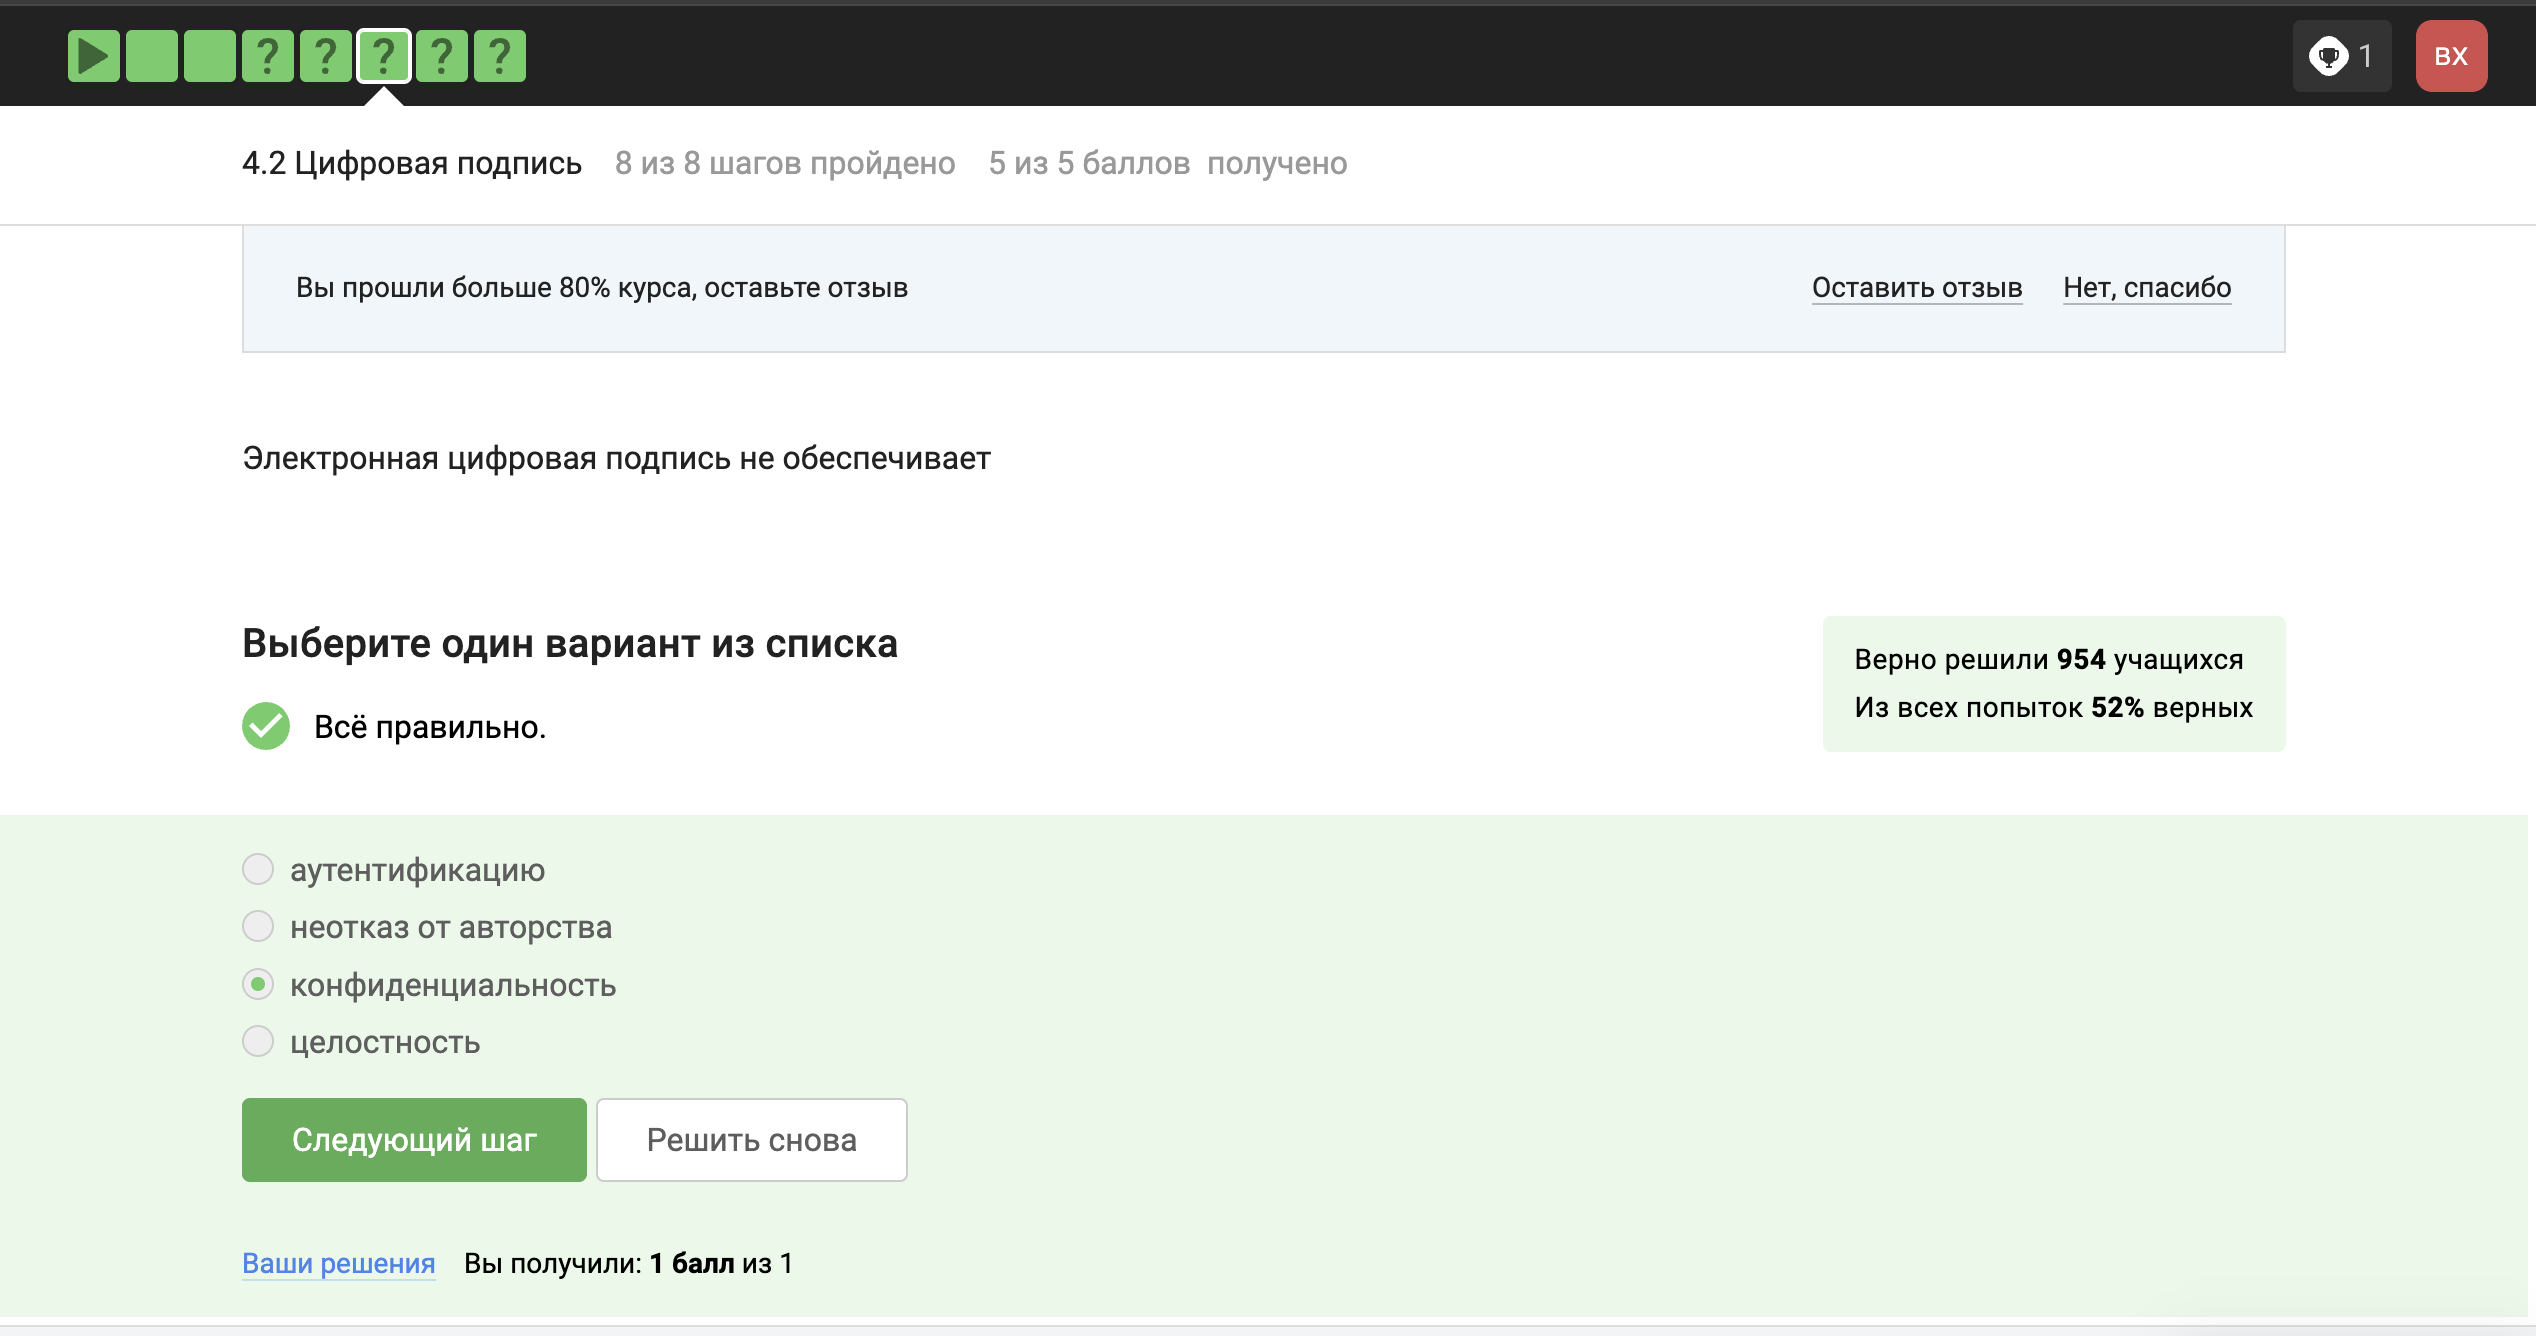 ? ? ? ? ?
1
ВХ
4.2 Цифровая подпись 8 из 8 шагов пройдено 5 из 5 баллов получено
Вы прошли больше 80% курса, оставьте отзыв Оставить отзыв Нет, спасибо
Электронная цифровая подпись не обеспечивает
Выберите один вариант из списка
Всё правильно.
Верно решили 954 учащихся
Из всех попыток 52% верных
аутентификацию
неотказ от авторства
конфиденциальность
целостность
Следующий шаг Решить снова
Ваши решения Вы получили: 1 балл из 1